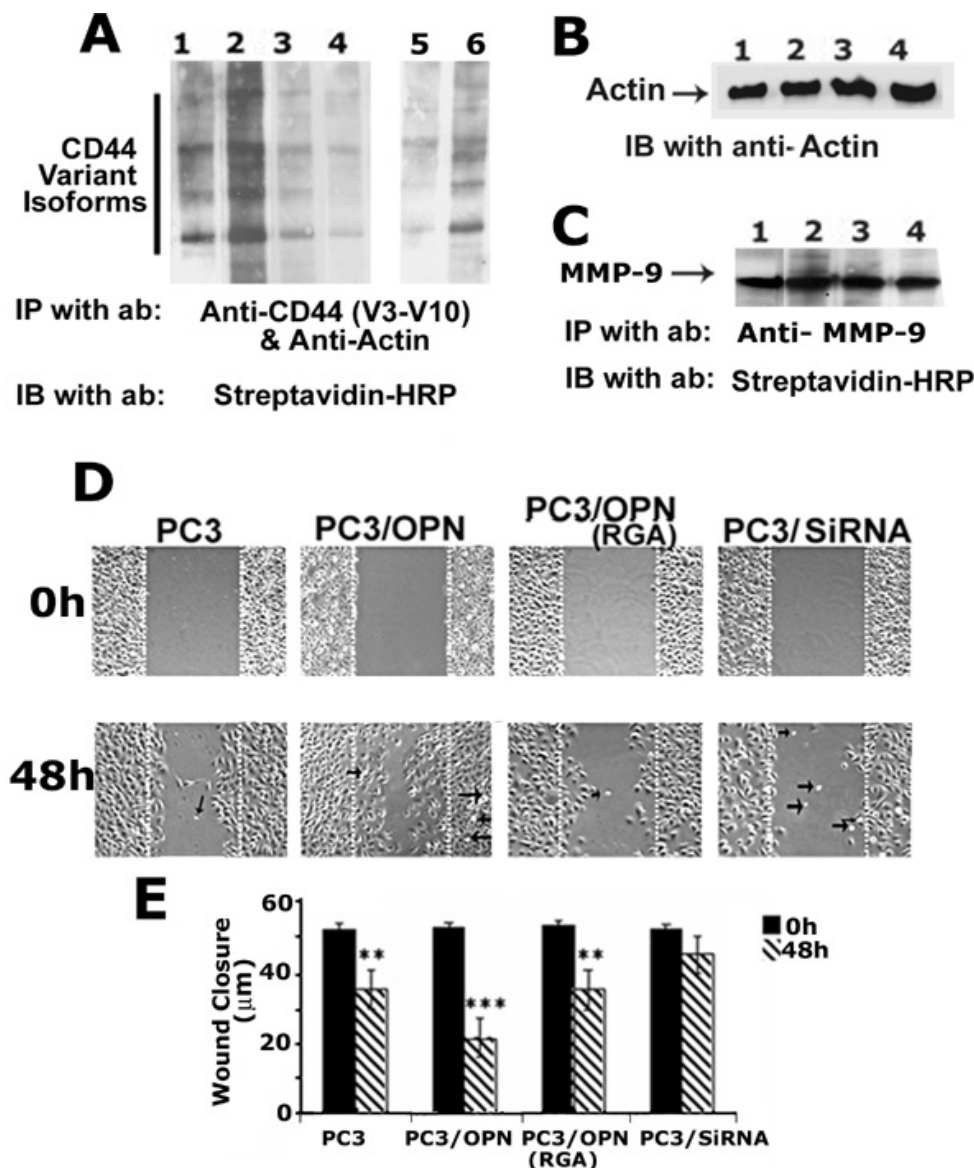 A
1 2 3 4 5 6
CD44
Variant
Isoforms
IP with ab: Anti-CD44 (V3-V10)
& Anti-Actin
IB with ab: Streptavidin-HRP
B
1 2 3 4
Actin
IB with anti- Actin
C
1 2 3 4
MMP-9
IP with ab: Anti- MMP-9
IB with ab: Streptavidin-HRP
D
PC3 PC3/OPN PC3/OPN PC3/SiRNA
(RGA)
0h
48h
E
Wound Closure
(μm)
60
40
20
0
** *** **
0h
48h
PC3 PC3/OPN PC3/OPN PC3/SiRNA
(RGA)